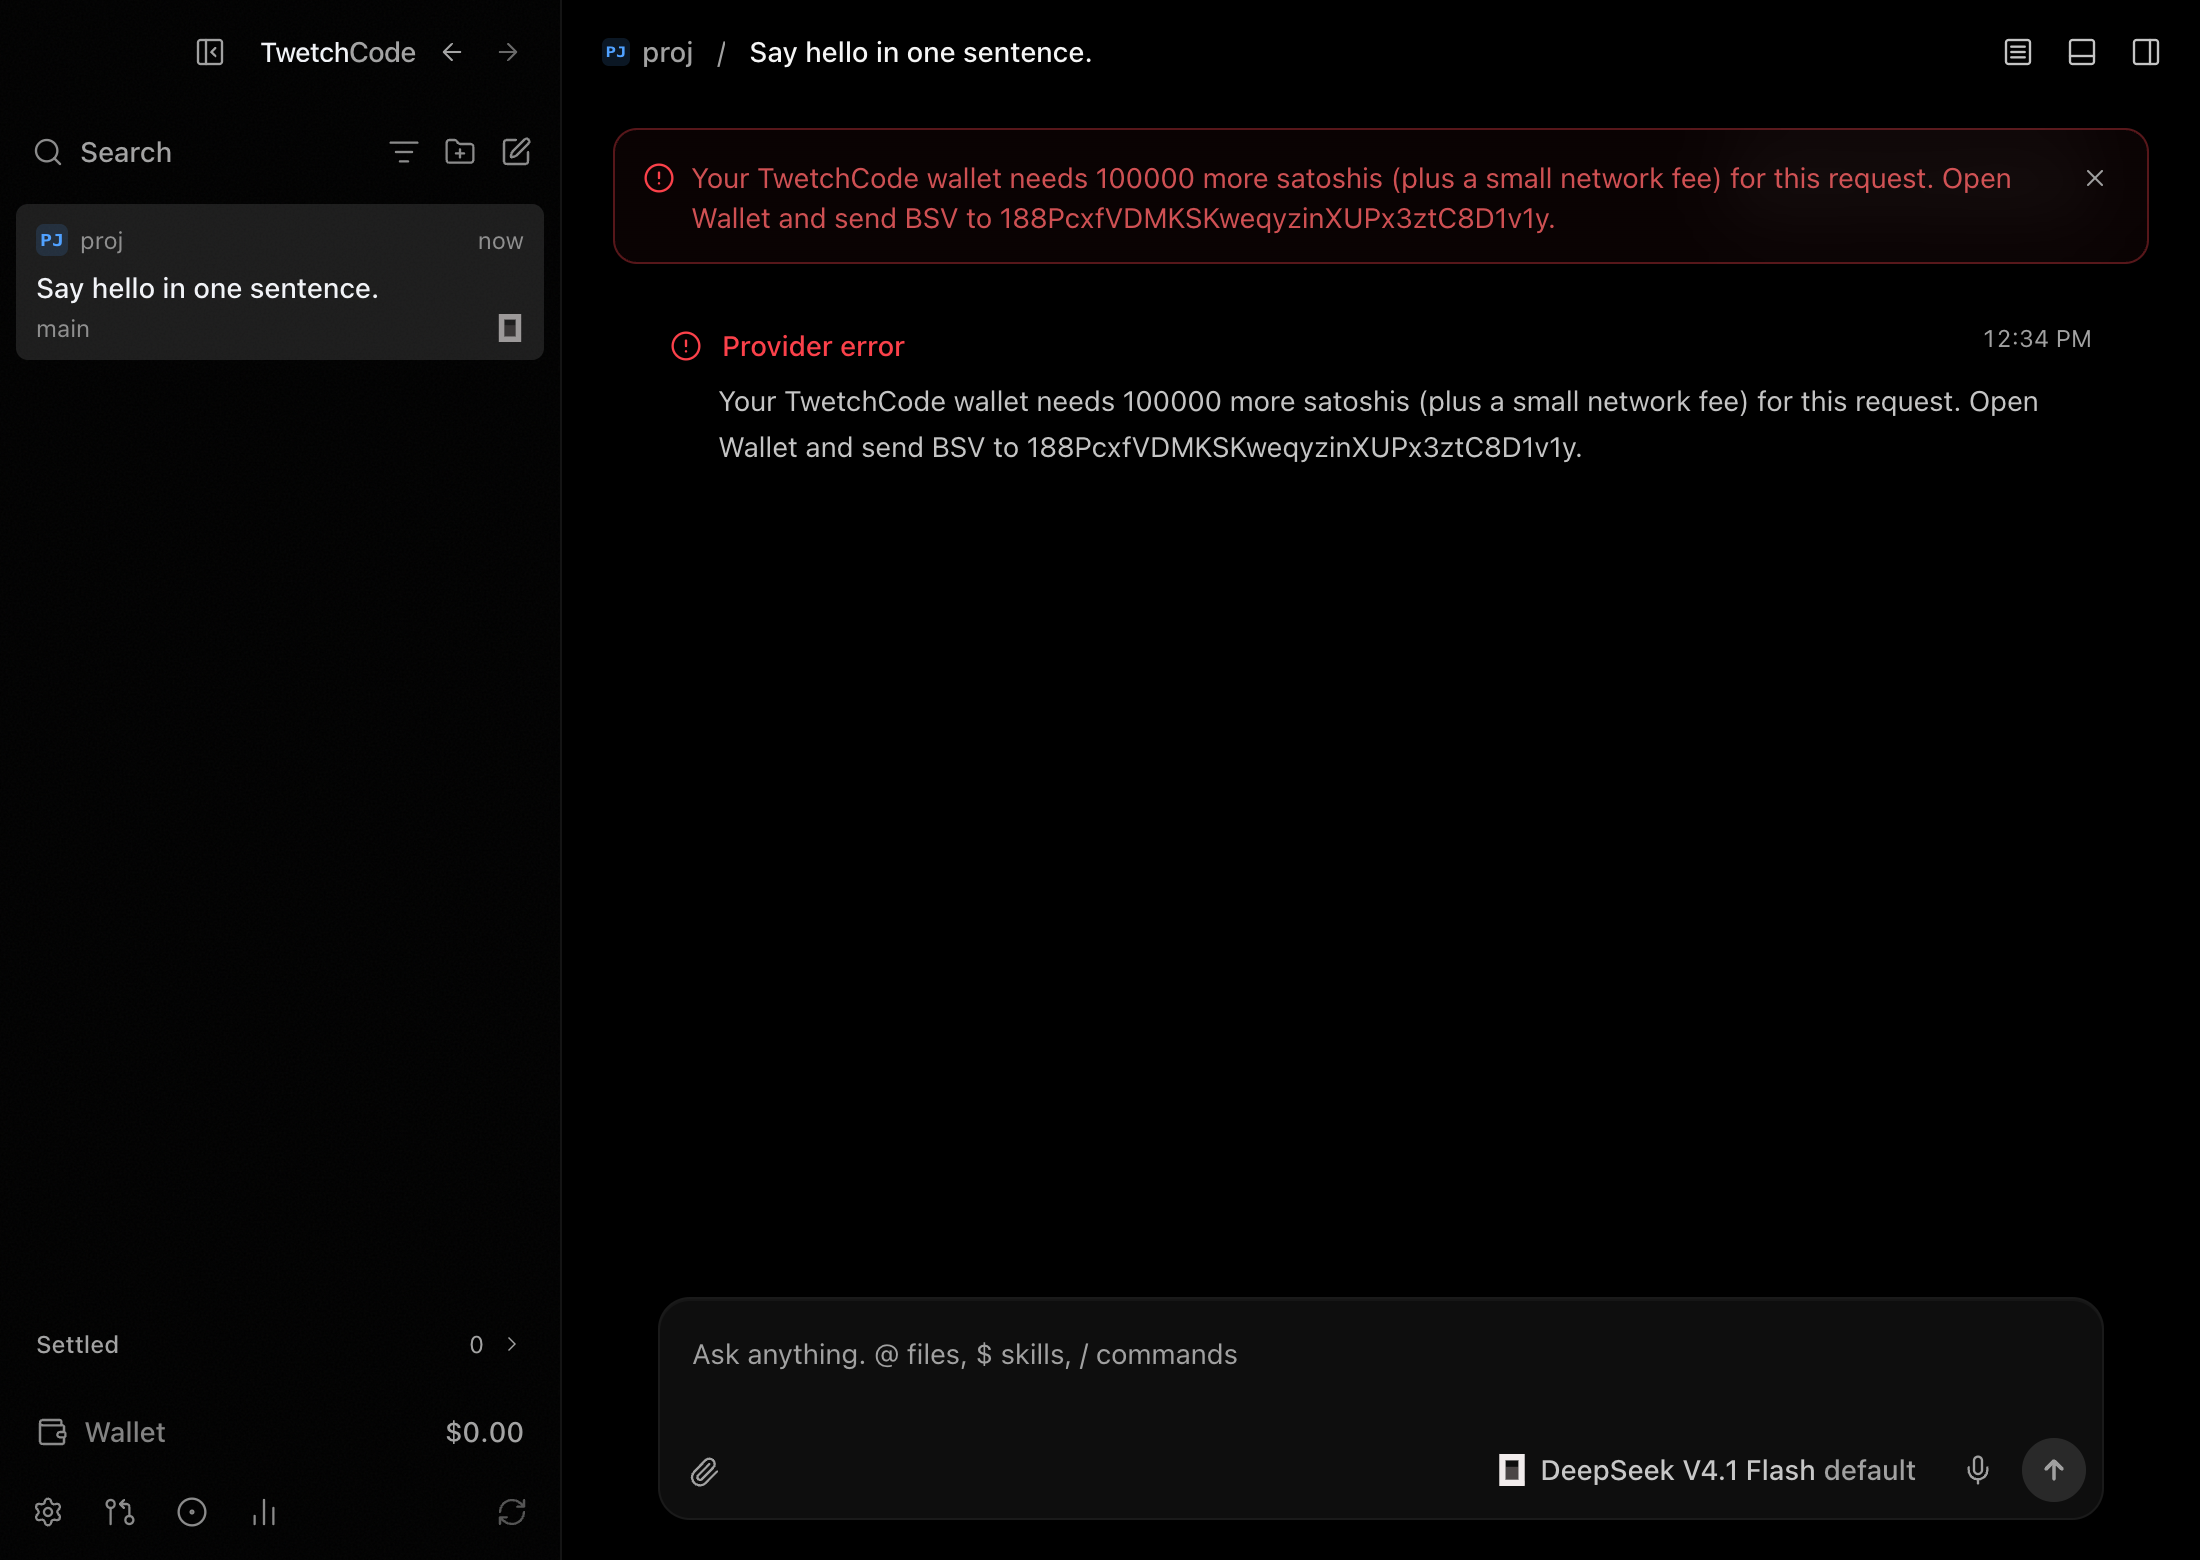 TwetchCode
PJ proj / Say hello in one sentence.
Search
PJ proj now
Say hello in one sentence.
main
Your TwetchCode wallet needs 100000 more satoshis (plus a small network fee) for this request. Open
Wallet and send BSV to 188PcxfVDMKSKweqyzinXUPx3ztC8D1v1y.
Provider error 12:34 PM
Your TwetchCode wallet needs 100000 more satoshis (plus a small network fee) for this request. Open
Wallet and send BSV to 188PcxfVDMKSKweqyzinXUPx3ztC8D1v1y.
Settled 0
Wallet $0.00
Ask anything. @ files, $ skills, / commands
DeepSeek V4.1 Flash default